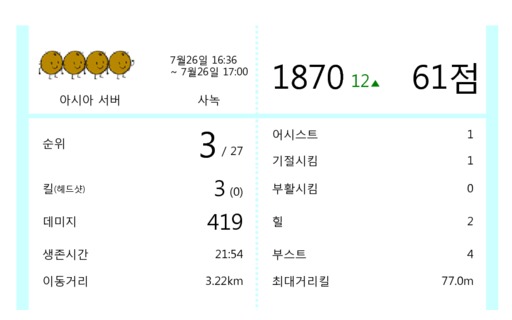 7월26일 16:36
~ 7월26일 17:00
아시아 서버
사녹
1870 12▲ 61점
순위 3 / 27
킬(헤드샷) 3 (0)
데미지 419
생존시간 21:54
이동거리 3.22km
어시스트 1
기절시킴 1
부활시킴 0
힐 2
부스트 4
최대거리킬 77.0m